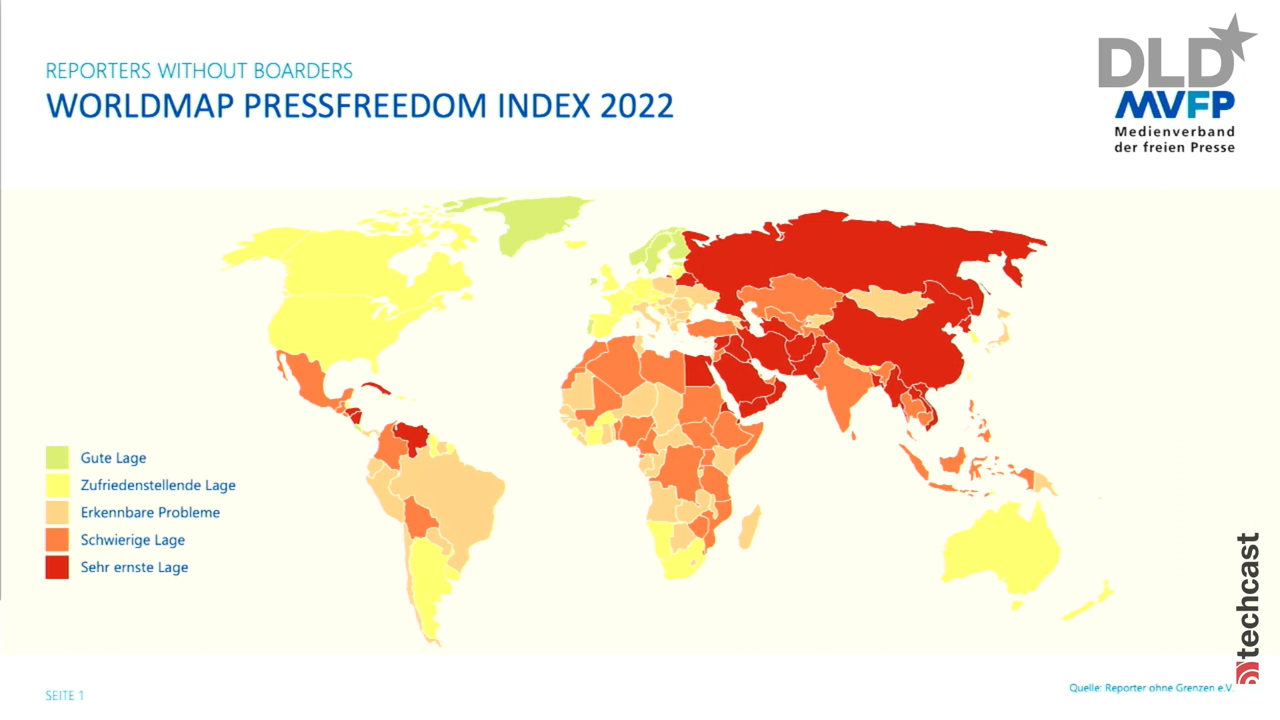 REPORTERS WITHOUT BOARDERS
WORLDMAP PRESSFREEDOM INDEX 2022
DLD
MVFP
Medienverband
der freien Presse
Gute Lage
Zufriedenstellende Lage
Erkennbare Probleme
Schwierige Lage
Sehr ernste Lage
techcast
SEITE 1
Quelle: Reporter ohne Grenzen e.V.